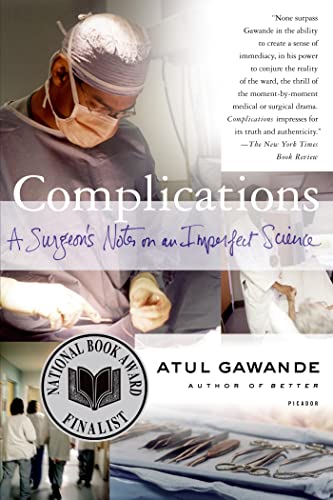 "None surpass
Gawande in the ability
to create a sense of
immediacy, in his power
to conjure the reality
of the ward, the thrill of
the moment-by-moment
medical or surgical drama.
Complications impresses for
its truth and authenticity."
—The New York Times
Book Review
Complications
A Surgeon's Notes on an Imperfect Science
NATIONAL BOOK AWARD
FINALIST
ATUL GAWANDE
AUTHOR OF BETTER
PICADOR